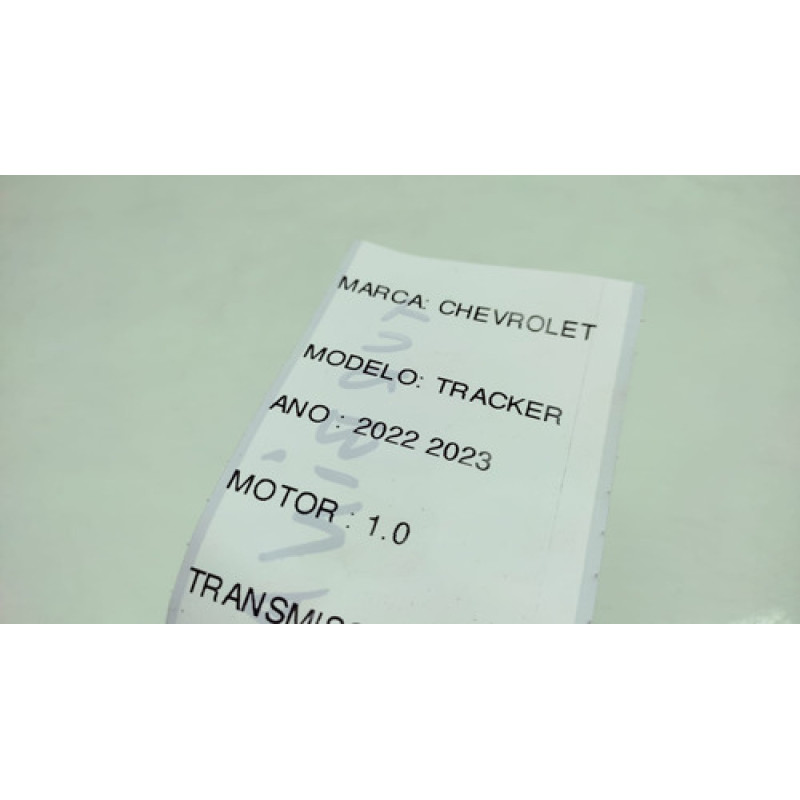 MARCA: CHEVROLET
MODELO: TRACKER
ANO: 2022 2023
MOTOR: 1.0